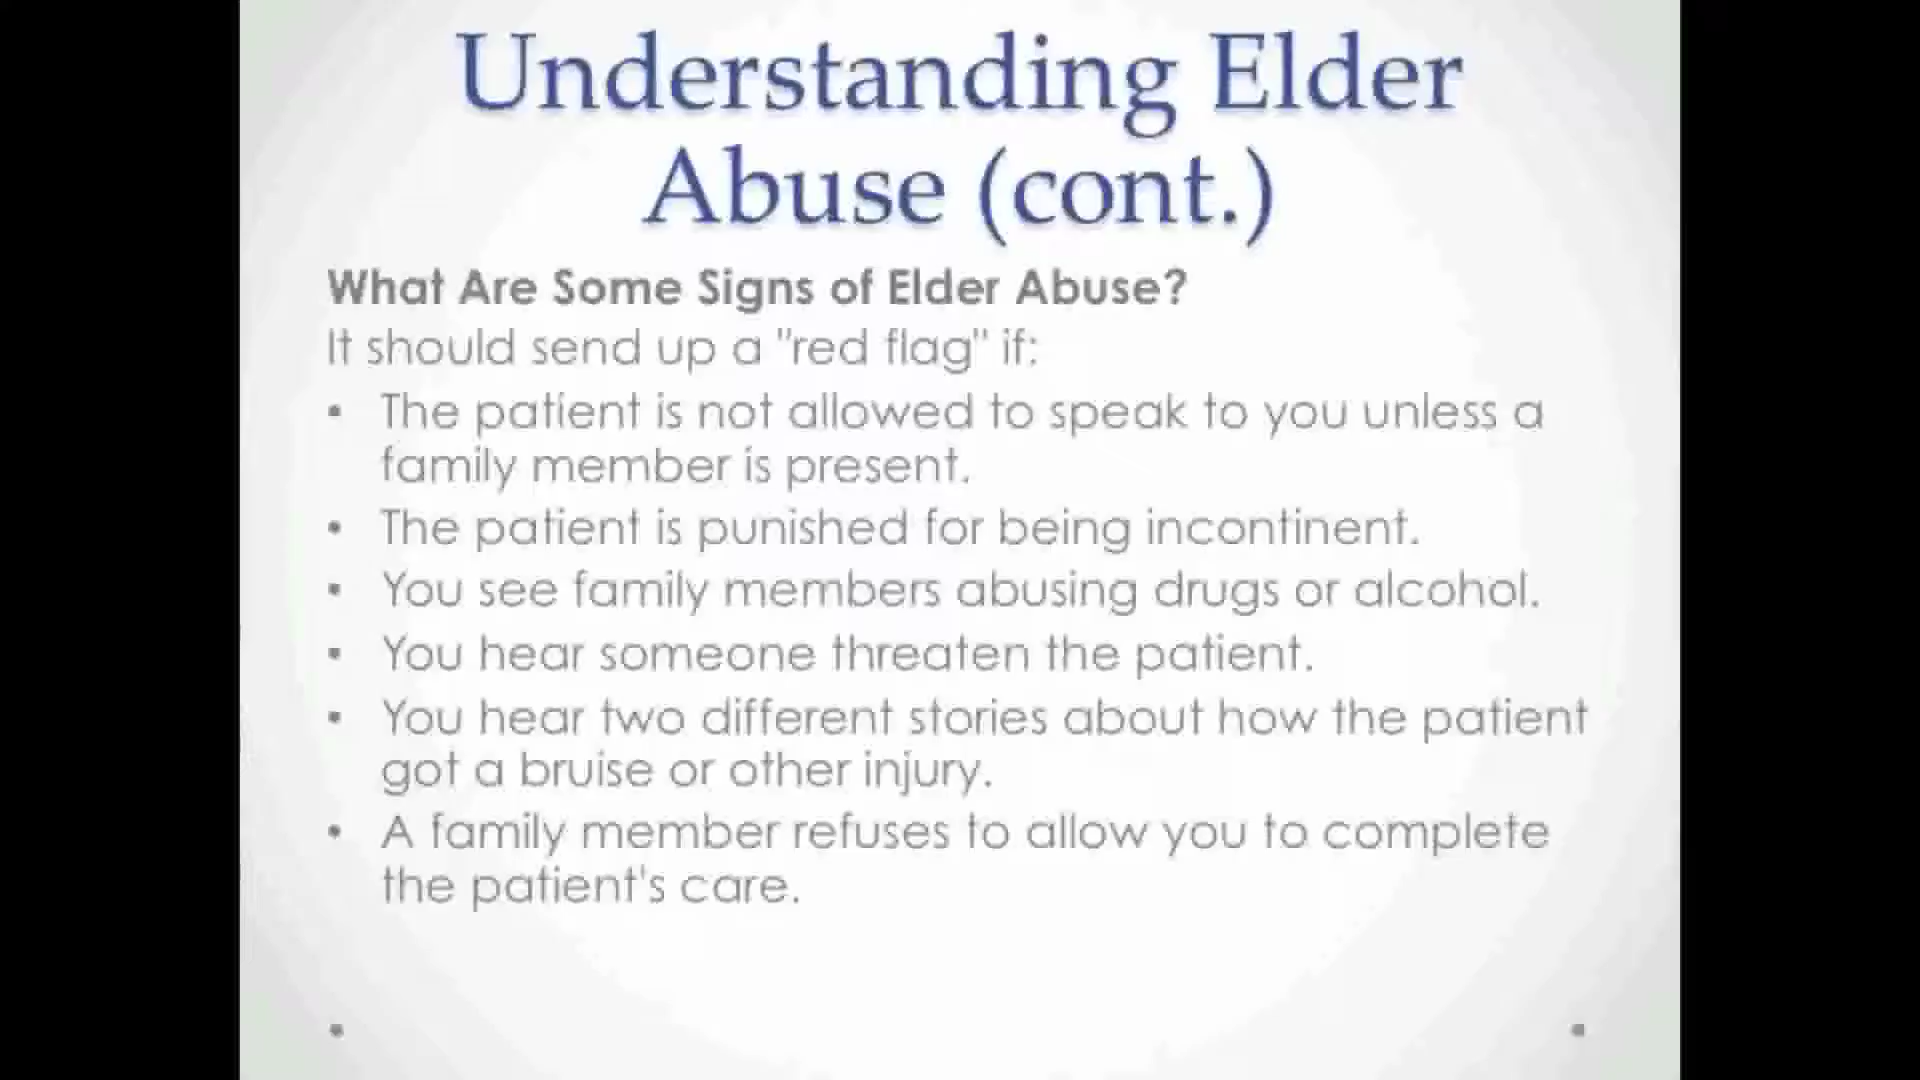 Understanding Elder
Abuse (cont.)
What Are Some Signs of Elder Abuse?
It should send up a "red flag" if:
• The patient is not allowed to speak to you unless a
family member is present.
• The patient is punished for being incontinent.
• You see family members abusing drugs or alcohol.
• You hear someone threaten the patient.
• You hear two different stories about how the patient
got a bruise or other injury.
• A family member refuses to allow you to complete
the patient's care.